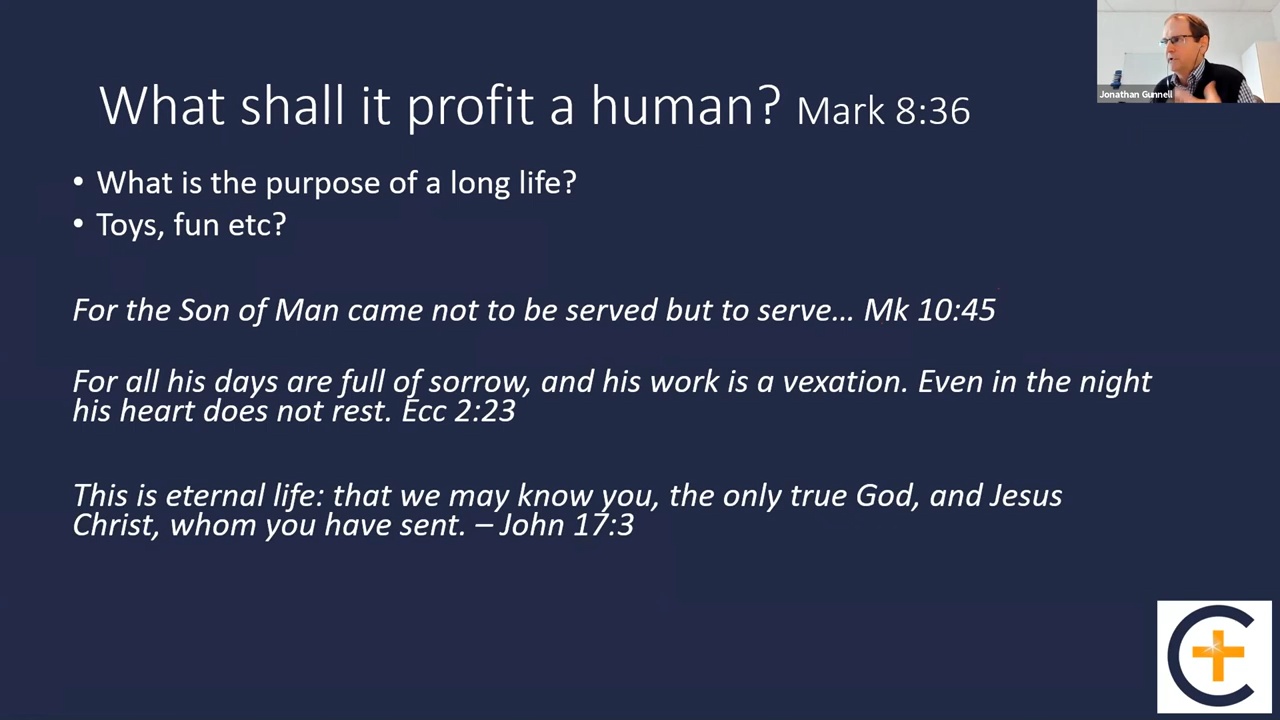 What shall it profit a human? Mark 8:36
Jonathan Gunnell
• What is the purpose of a long life?
• Toys, fun etc?
For the Son of Man came not to be served but to serve... Mk 10:45
For all his days are full of sorrow, and his work is a vexation. Even in the night
his heart does not rest. Ecc 2:23
This is eternal life: that we may know you, the only true God, and Jesus
Christ, whom you have sent. – John 17:3